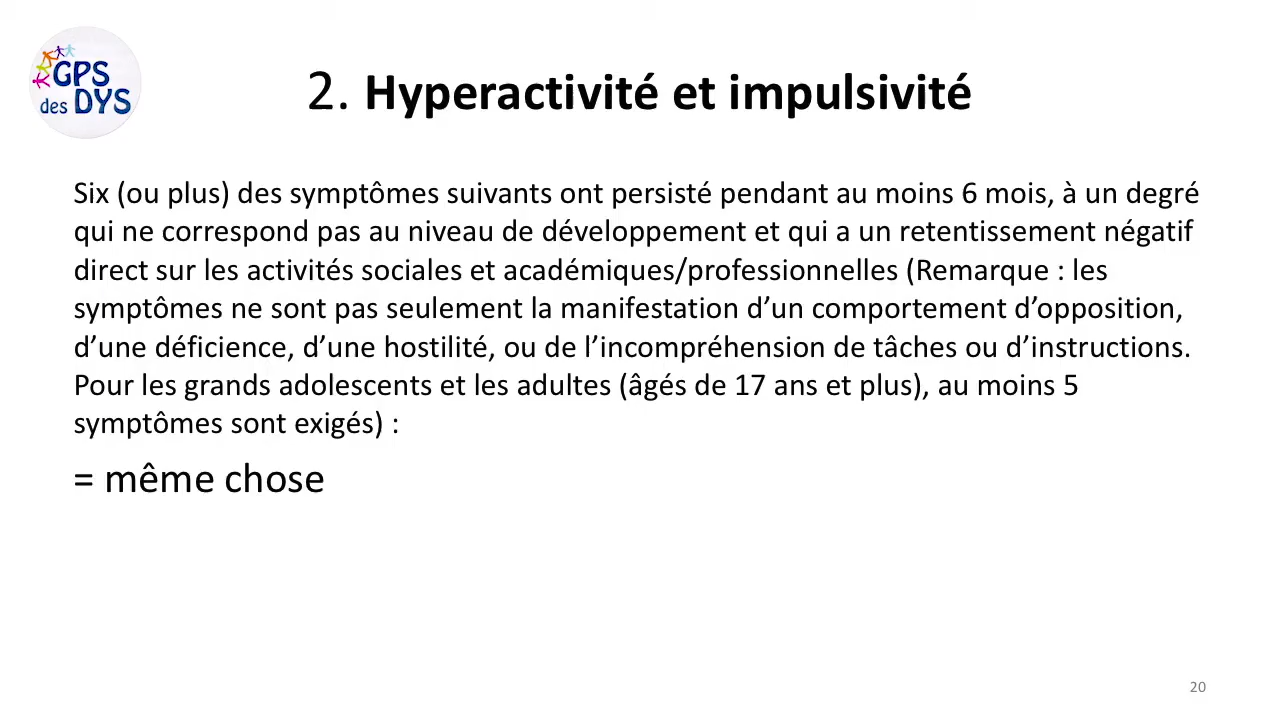 GPS
des DYS
2. Hyperactivité et impulsivité
Six (ou plus) des symptômes suivants ont persisté pendant au moins 6 mois, à un degré
qui ne correspond pas au niveau de développement et qui a un retentissement négatif
direct sur les activités sociales et académiques/professionnelles (Remarque : les
symptômes ne sont pas seulement la manifestation d’un comportement d’opposition,
d’une déficience, d’une hostilité, ou de l’incompréhension de tâches ou d’instructions.
Pour les grands adolescents et les adultes (âgés de 17 ans et plus), au moins 5
symptômes sont exigés) :
= même chose
20